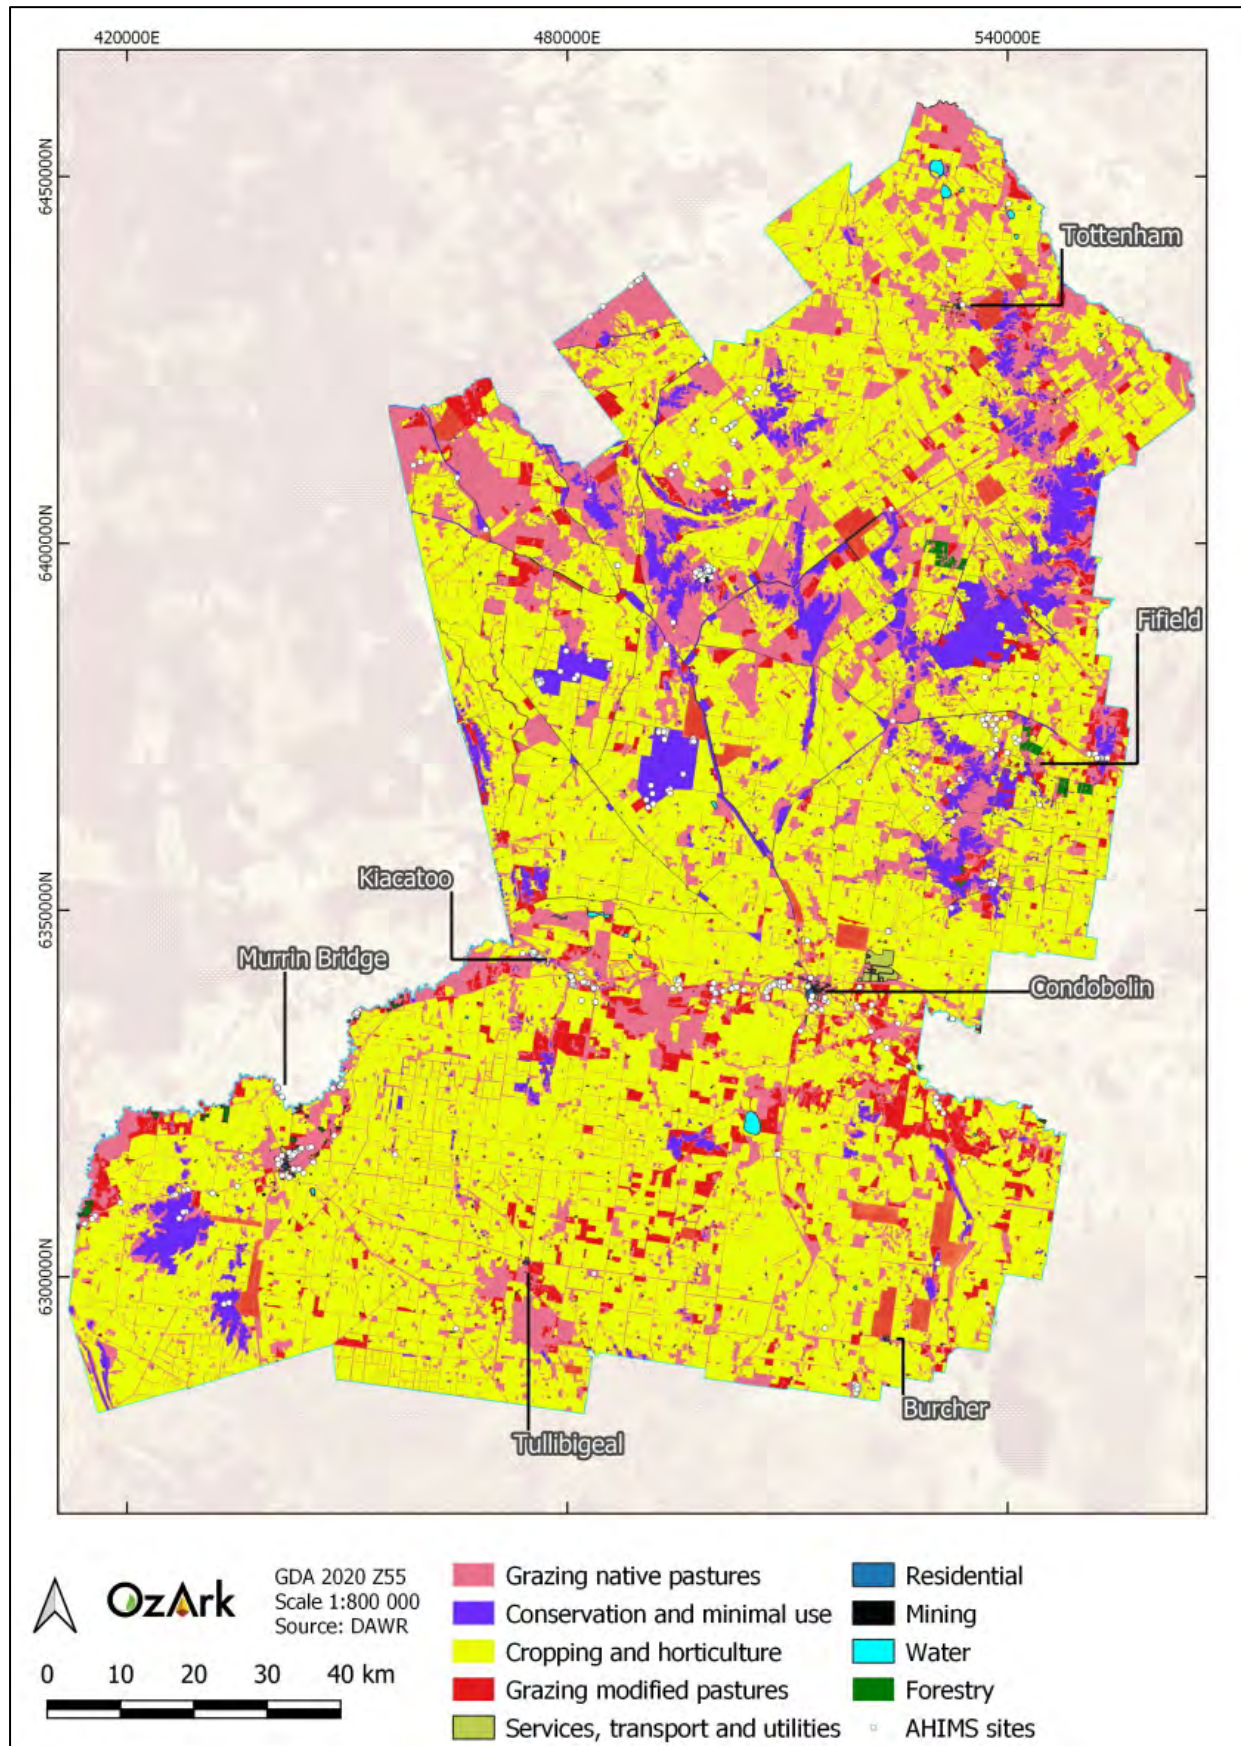 420000E 480000E 540000E
6450000N
Tottenham
6400000N
Fifield
Kiacatoo
6350000N
Murrin Bridge
Condobolin
6300000N
Burcher
Tullibigeal
OzArk
GDA 2020 Z55
Scale 1:800 000
Source: DAWR
0 10 20 30 40 km
Grazing native pastures
Conservation and minimal use
Cropping and horticulture
Grazing modified pastures
Services, transport and utilities
Residential
Mining
Water
Forestry
AHIMS sites